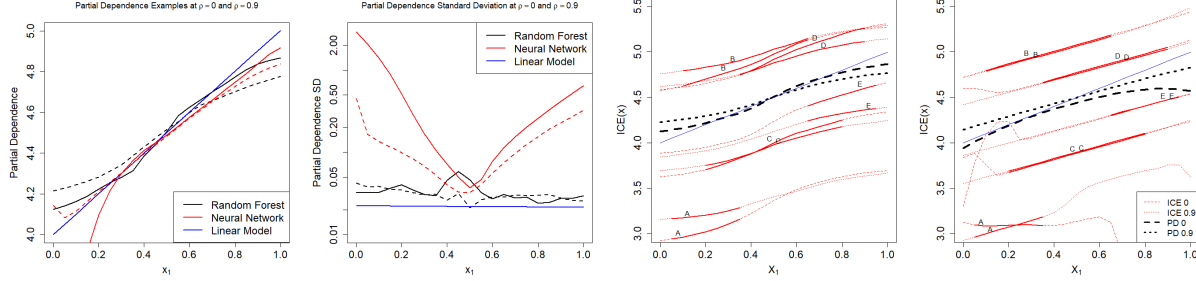 Partial Dependence Examples at ρ = 0 and ρ = 0.9
Partial Dependence
5.0
4.8
4.6
4.4
4.2
4.0
Random Forest
Neural Network
Linear Model
0.0 0.2 0.4 0.6 0.8 1.0
x₁
Partial Dependence Standard Deviation at ρ = 0 and ρ = 0.9
Partial Dependence SD
2.00
0.50
0.20
0.05
0.01
Random Forest
Neural Network
Linear Model
0.0 0.2 0.4 0.6 0.8 1.0
x₁
ICE(x)
5.5
5.0
4.5
4.0
3.5
3.0
B
B
D
D
E
E
C C
A
A
0.0 0.2 0.4 0.6 0.8 1.0
X₁
ICE(x)
5.5
5.0
4.5
4.0
3.5
3.0
B B
D D
E E
C C
A
A
ICE 0
ICE 0.9
PD 0
PD 0.9
0.0 0.2 0.4 0.6 0.8 1.0
X₁